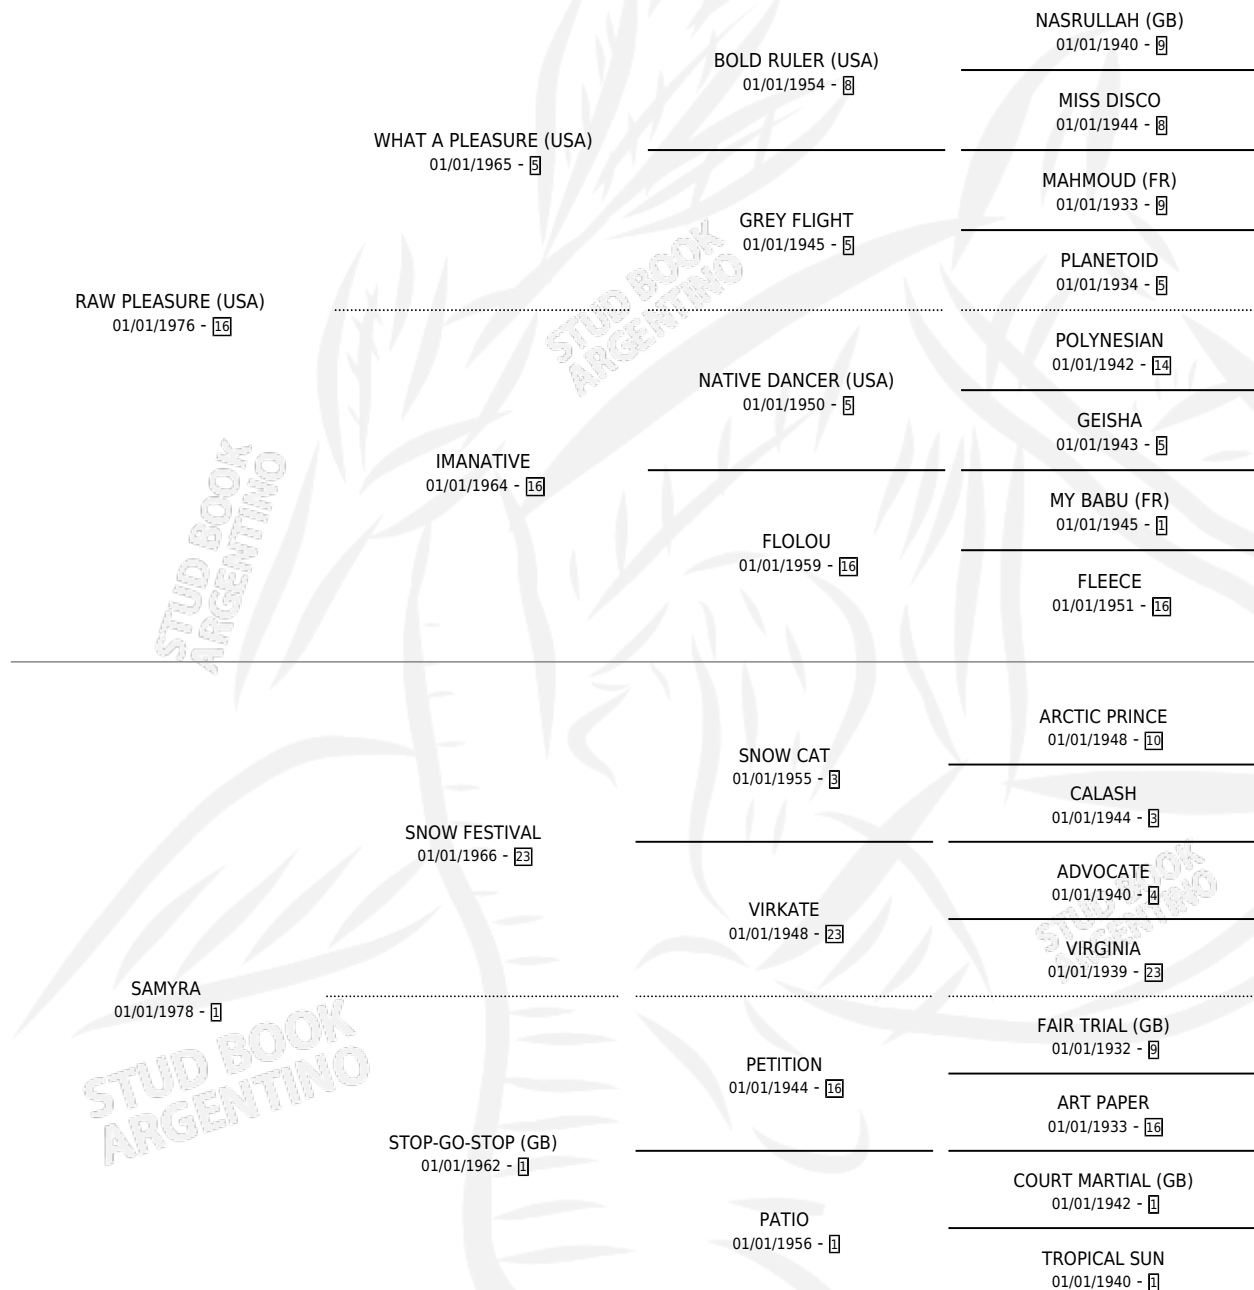 NASRULLAH (GB)
01/01/1940 - 9
BOLD RULER (USA)
01/01/1954 - 8
MISS DISCO
01/01/1944 - 8
WHAT A PLEASURE (USA)
01/01/1965 - 5
MAHMOUD (FR)
01/01/1933 - 9
GREY FLIGHT
01/01/1945 - 5
PLANETOID
01/01/1934 - 5
RAW PLEASURE (USA)
01/01/1976 - 16
POLYNESIAN
01/01/1942 - 14
NATIVE DANCER (USA)
01/01/1950 - 5
GEISHA
01/01/1943 - 5
IMANATIVE
01/01/1964 - 16
MY BABU (FR)
01/01/1945 - 1
FLOLOU
01/01/1959 - 16
FLEECE
01/01/1951 - 16
ARCTIC PRINCE
01/01/1948 - 10
SNOW CAT
01/01/1955 - 3
CALASH
01/01/1944 - 3
SNOW FESTIVAL
01/01/1966 - 23
ADVOCATE
01/01/1940 - 4
VIRKATE
01/01/1948 - 23
VIRGINIA
01/01/1939 - 23
SAMYRA
01/01/1978 - 1
FAIR TRIAL (GB)
01/01/1932 - 9
PETITION
01/01/1944 - 16
ART PAPER
01/01/1933 - 16
STOP-GO-STOP (GB)
01/01/1962 - 1
COURT MARTIAL (GB)
01/01/1942 - 1
PATIO
01/01/1956 - 1
TROPICAL SUN
01/01/1940 - 1
STUD BOOK
ARGENTINO
STUD BOOK
ARGENTINO
STUD BOOK
ARGENTINO
STUD BOOK
ARGENTINO